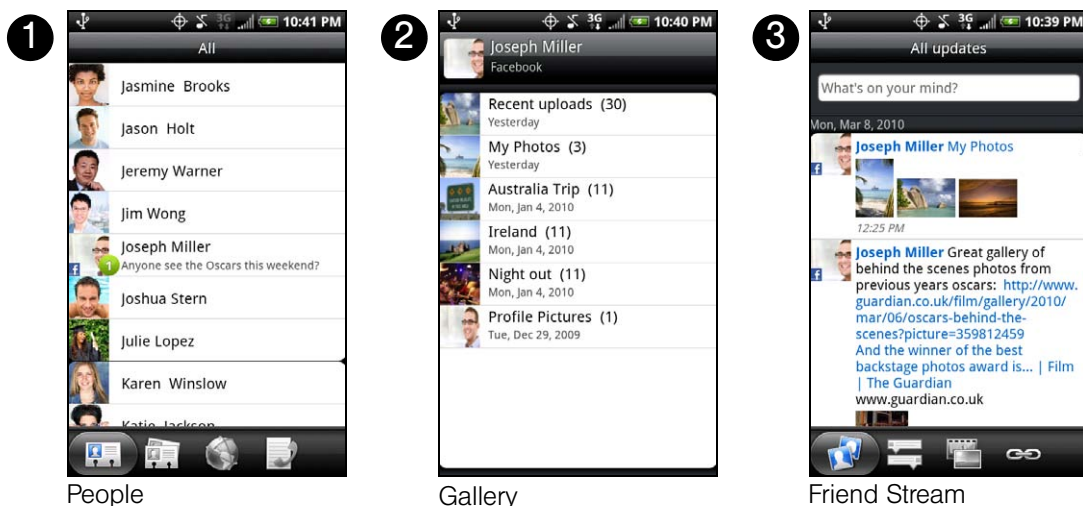 1
3G 10:41 PM
All
Jasmine Brooks
Jason Holt
Jeremy Warner
Jim Wong
Joseph Miller
1
Anyone see the Oscars this weekend?
Joshua Stern
Julie Lopez
Karen Winslow
Katie Jackson
People
2
3G 10:40 PM
Joseph Miller
Facebook
Recent uploads (30)
Yesterday
My Photos (3)
Yesterday
Australia Trip (11)
Mon, Jan 4, 2010
Ireland (11)
Mon, Jan 4, 2010
Night out (11)
Mon, Jan 4, 2010
Profile Pictures (1)
Tue, Dec 29, 2009
Gallery
3
3G 10:39 PM
All updates
What's on your mind?
Mon, Mar 8, 2010
Joseph Miller My Photos
12:25 PM
Joseph Miller Great gallery of
behind the scenes photos from
previous years oscars: http://www.
guardian.co.uk/film/gallery/2010/
mar/06/oscars-behind-the-
scenes?picture=359812459
And the winner of the best
backstage photos award is... | Film
| The Guardian
www.guardian.co.uk
Friend Stream